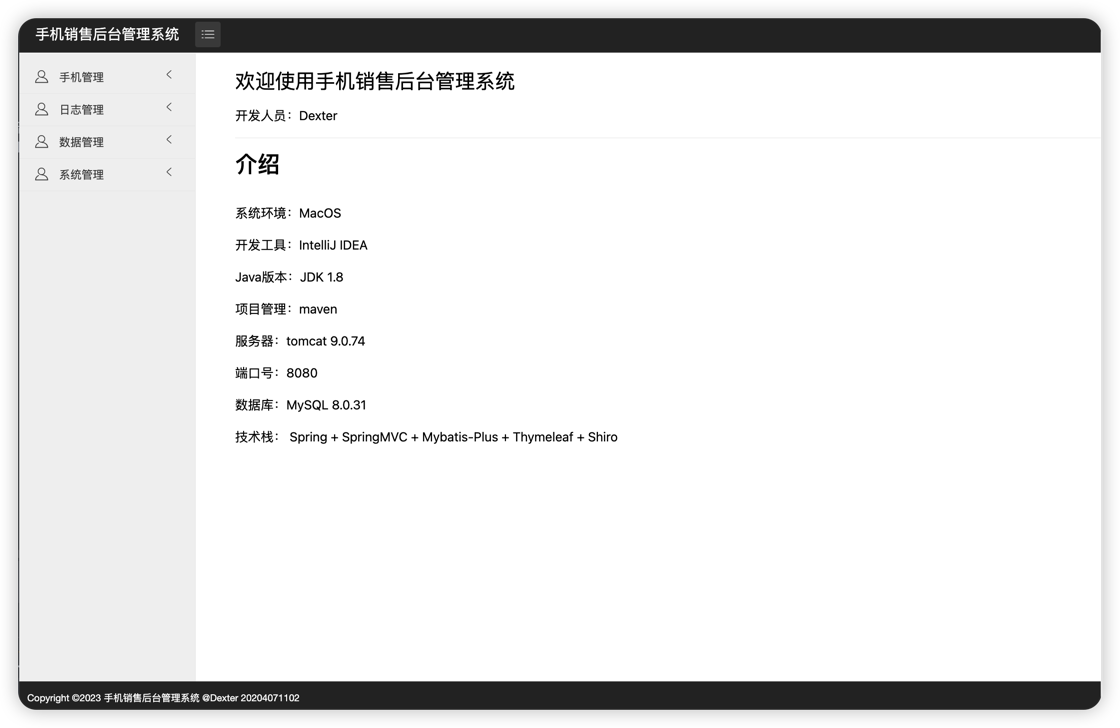 手机销售后台管理系统
手机管理
日志管理
数据管理
系统管理
欢迎使用手机销售后台管理系统
开发人员：Dexter
介绍
系统环境：MacOS
开发工具：IntelliJ IDEA
Java版本：JDK 1.8
项目管理：maven
服务器：tomcat 9.0.74
端口号：8080
数据库：MySQL 8.0.31
技术栈： Spring + SpringMVC + Mybatis-Plus + Thymeleaf + Shiro
Copyright ©2023 手机销售后台管理系统 @Dexter 20204071102